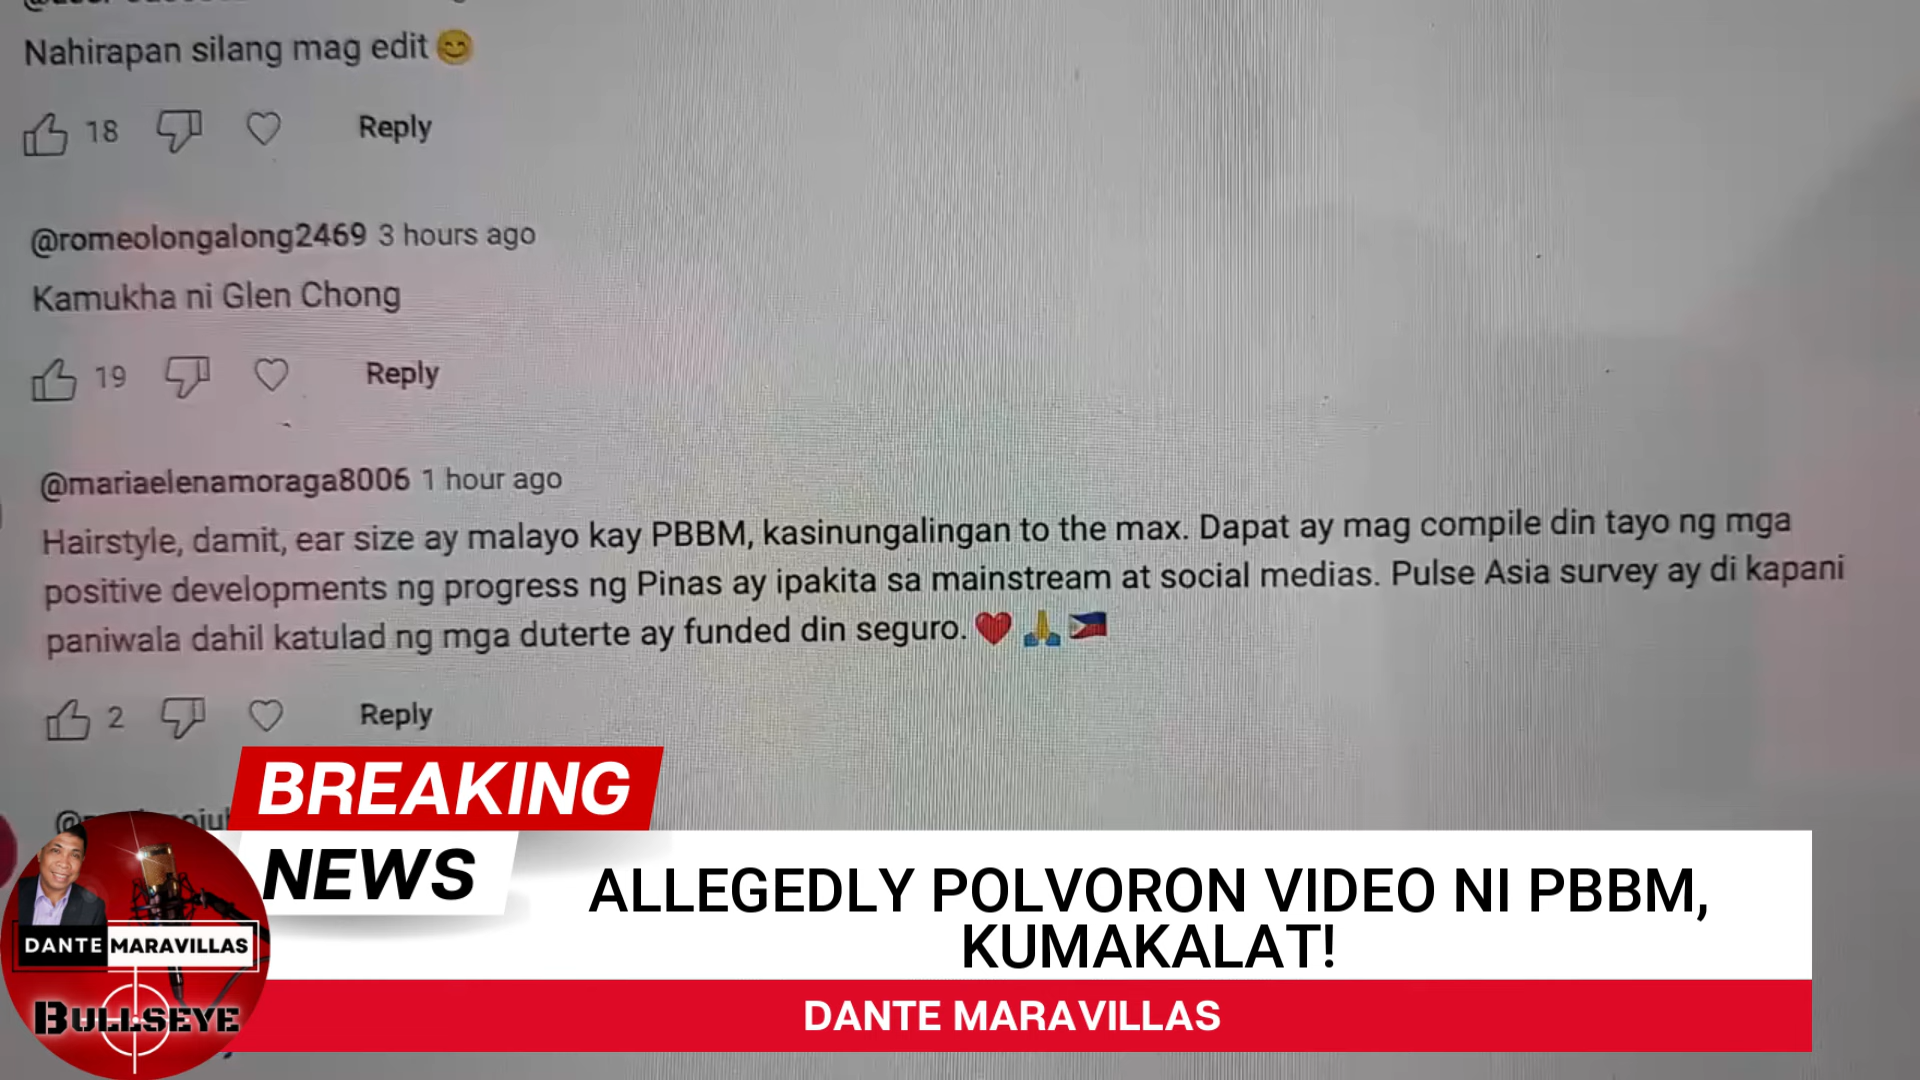 Nahirapan silang mag edit😊
18
Reply
@romeolongalong2469 3 hours ago
Kamukha ni Glen Chong
19
Reply
@mariaelenamoraga8006 1 hour ago
Hairstyle, damit, ear size ay malayo kay PBBM, kasinungalingan to the max. Dapat ay mag compile din tayo ng mga
positive developments ng progress ng Pinas ay ipakita sa mainstream at social medias. Pulse Asia survey ay di kapani
paniwala dahil katulad ng mga duterte ay funded din seguro.❤️🙏🇵🇭
2
Reply
BREAKING
NEWS
ALLEGEDLY POLVORON VIDEO NI PBBM,
KUMAKALAT!
DANTE MARAVILLAS
DANTE MARAVILLAS
BULLSEYE